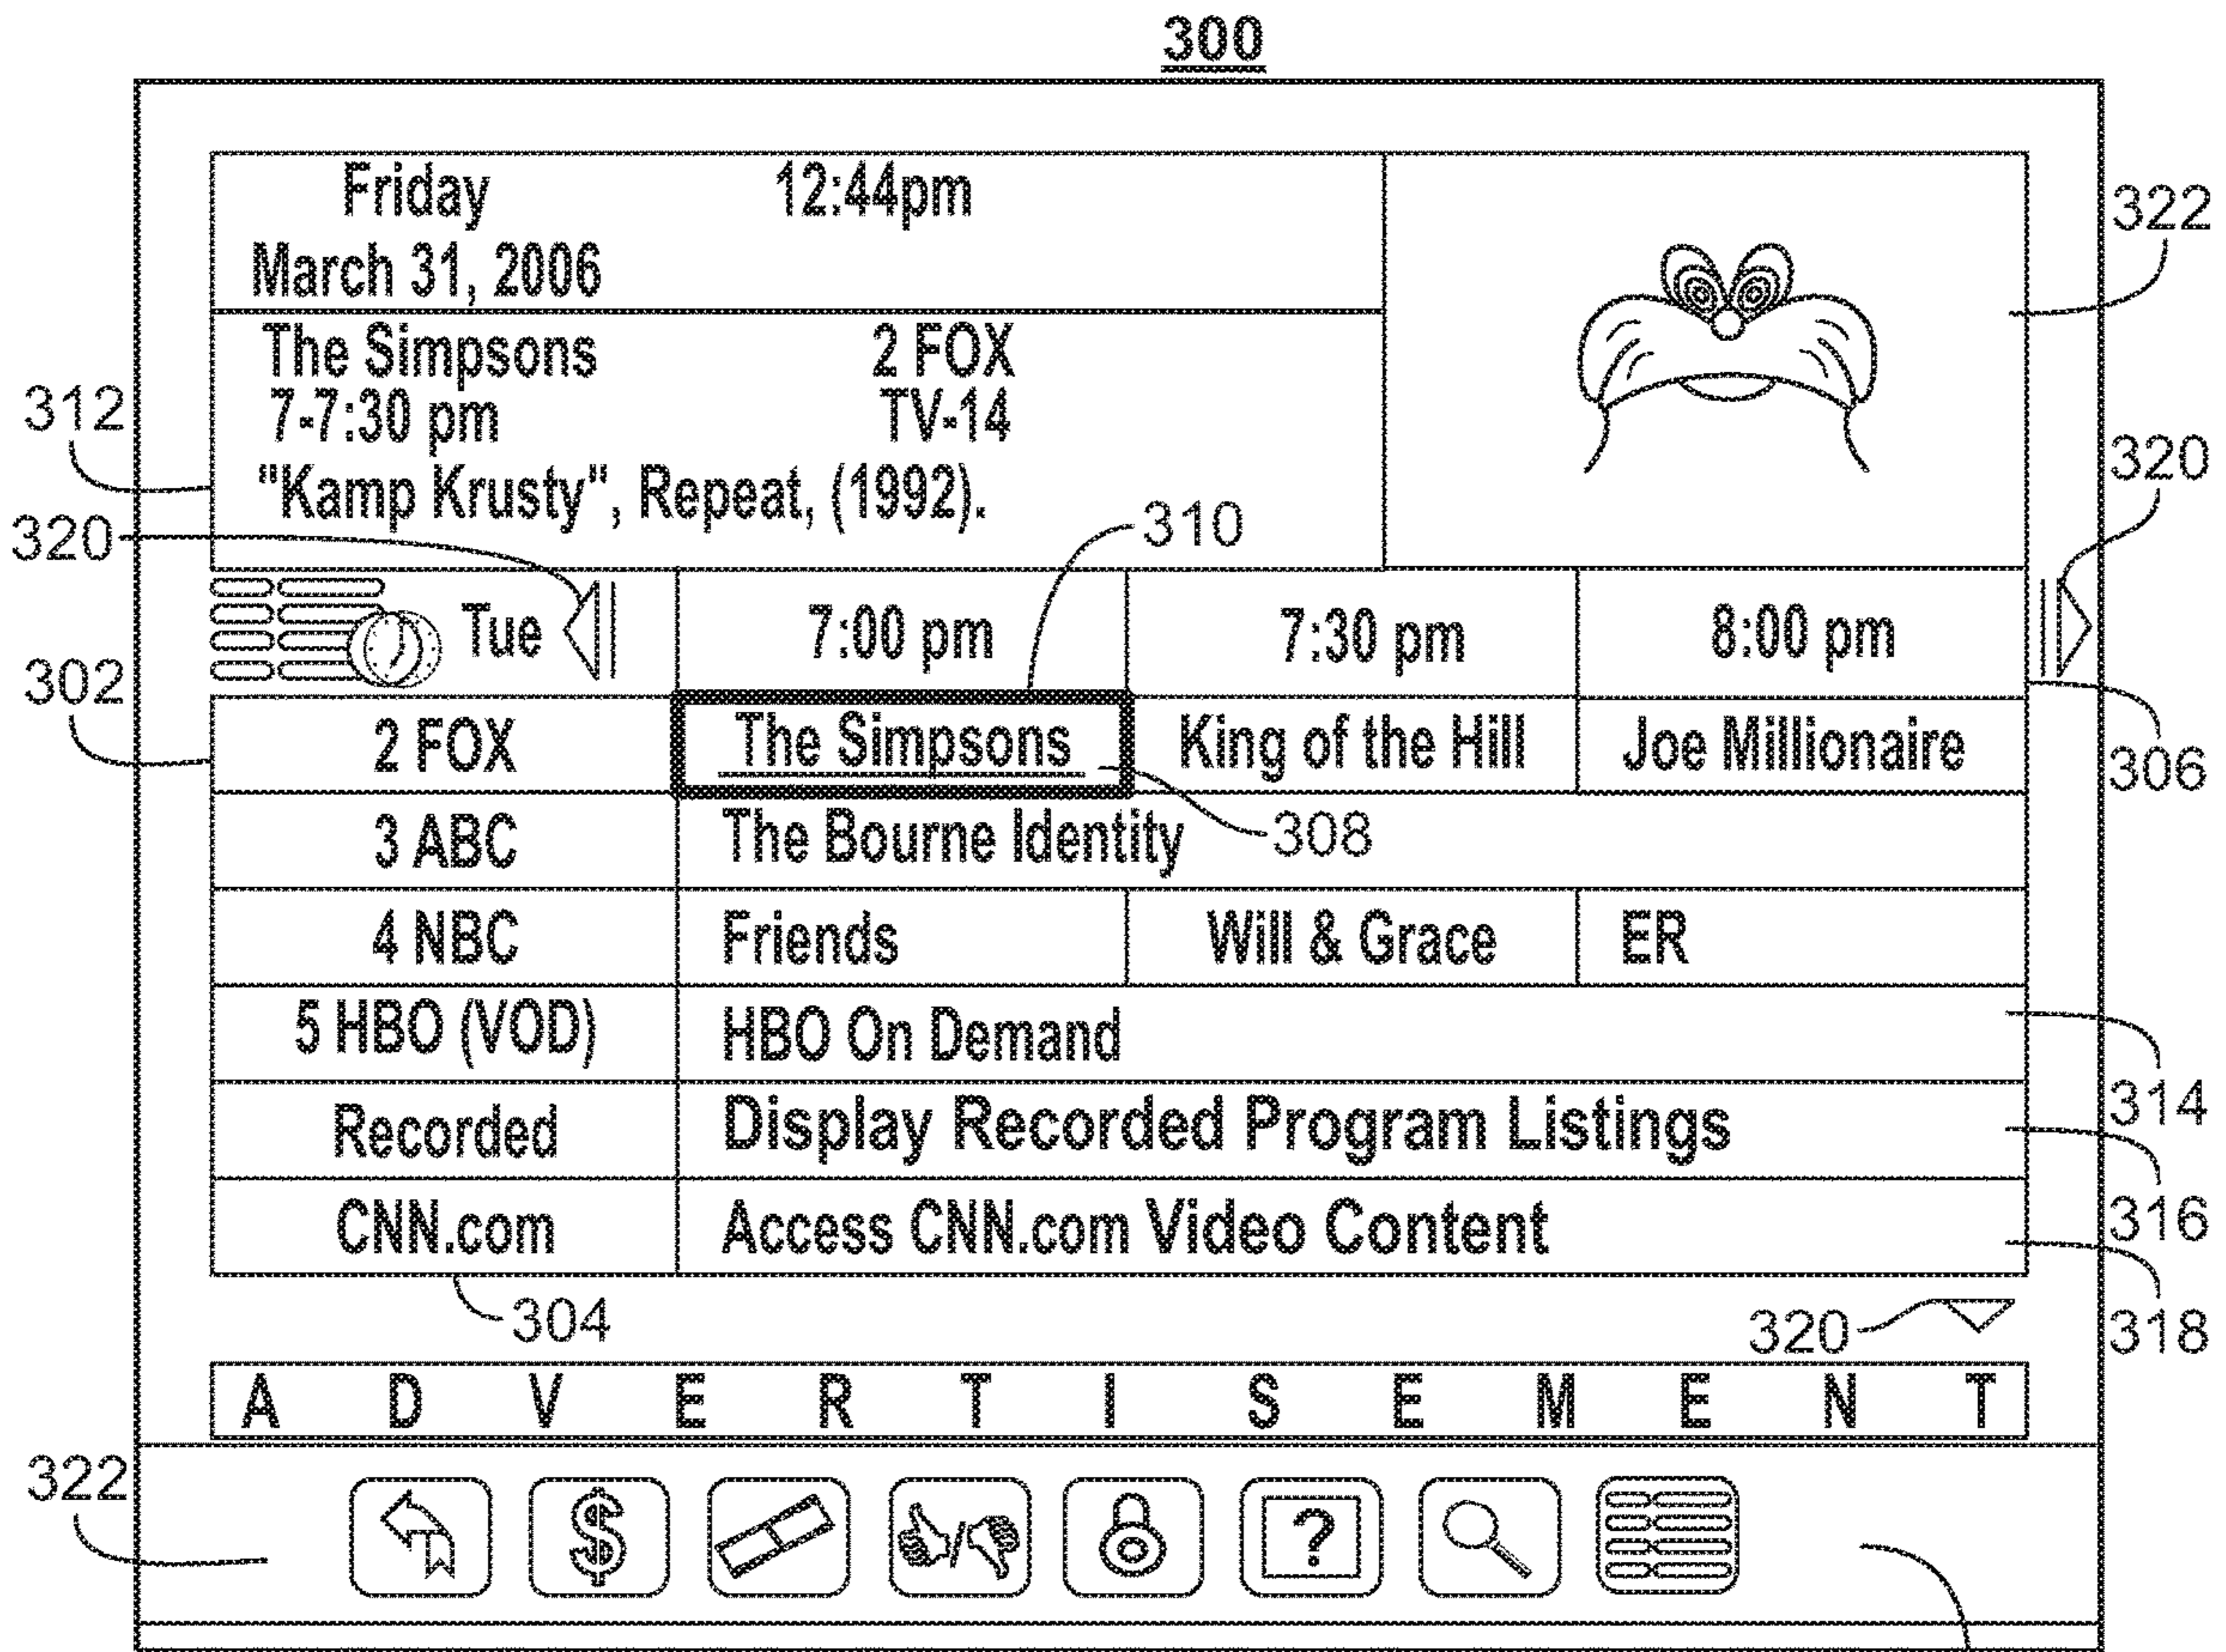 300
Friday 12:44pm
March 31, 2006
322
The Simpsons 2 FOX
312
7-7:30 pm TV-14
320
"Kamp Krusty", Repeat, (1992).
310
320
Tue 7:00 pm 7:30 pm 8:00 pm
302
2 FOX The Simpsons King of the Hill Joe Millionaire
306
3 ABC The Bourne Identity 308
4 NBC Friends Will & Grace ER
5 HBO (VOD) HBO On Demand
314
Recorded Display Recorded Program Listings
316
CNN.com Access CNN.com Video Content
304
320
318
A D V E R T I S E M E N T
322
$ ?